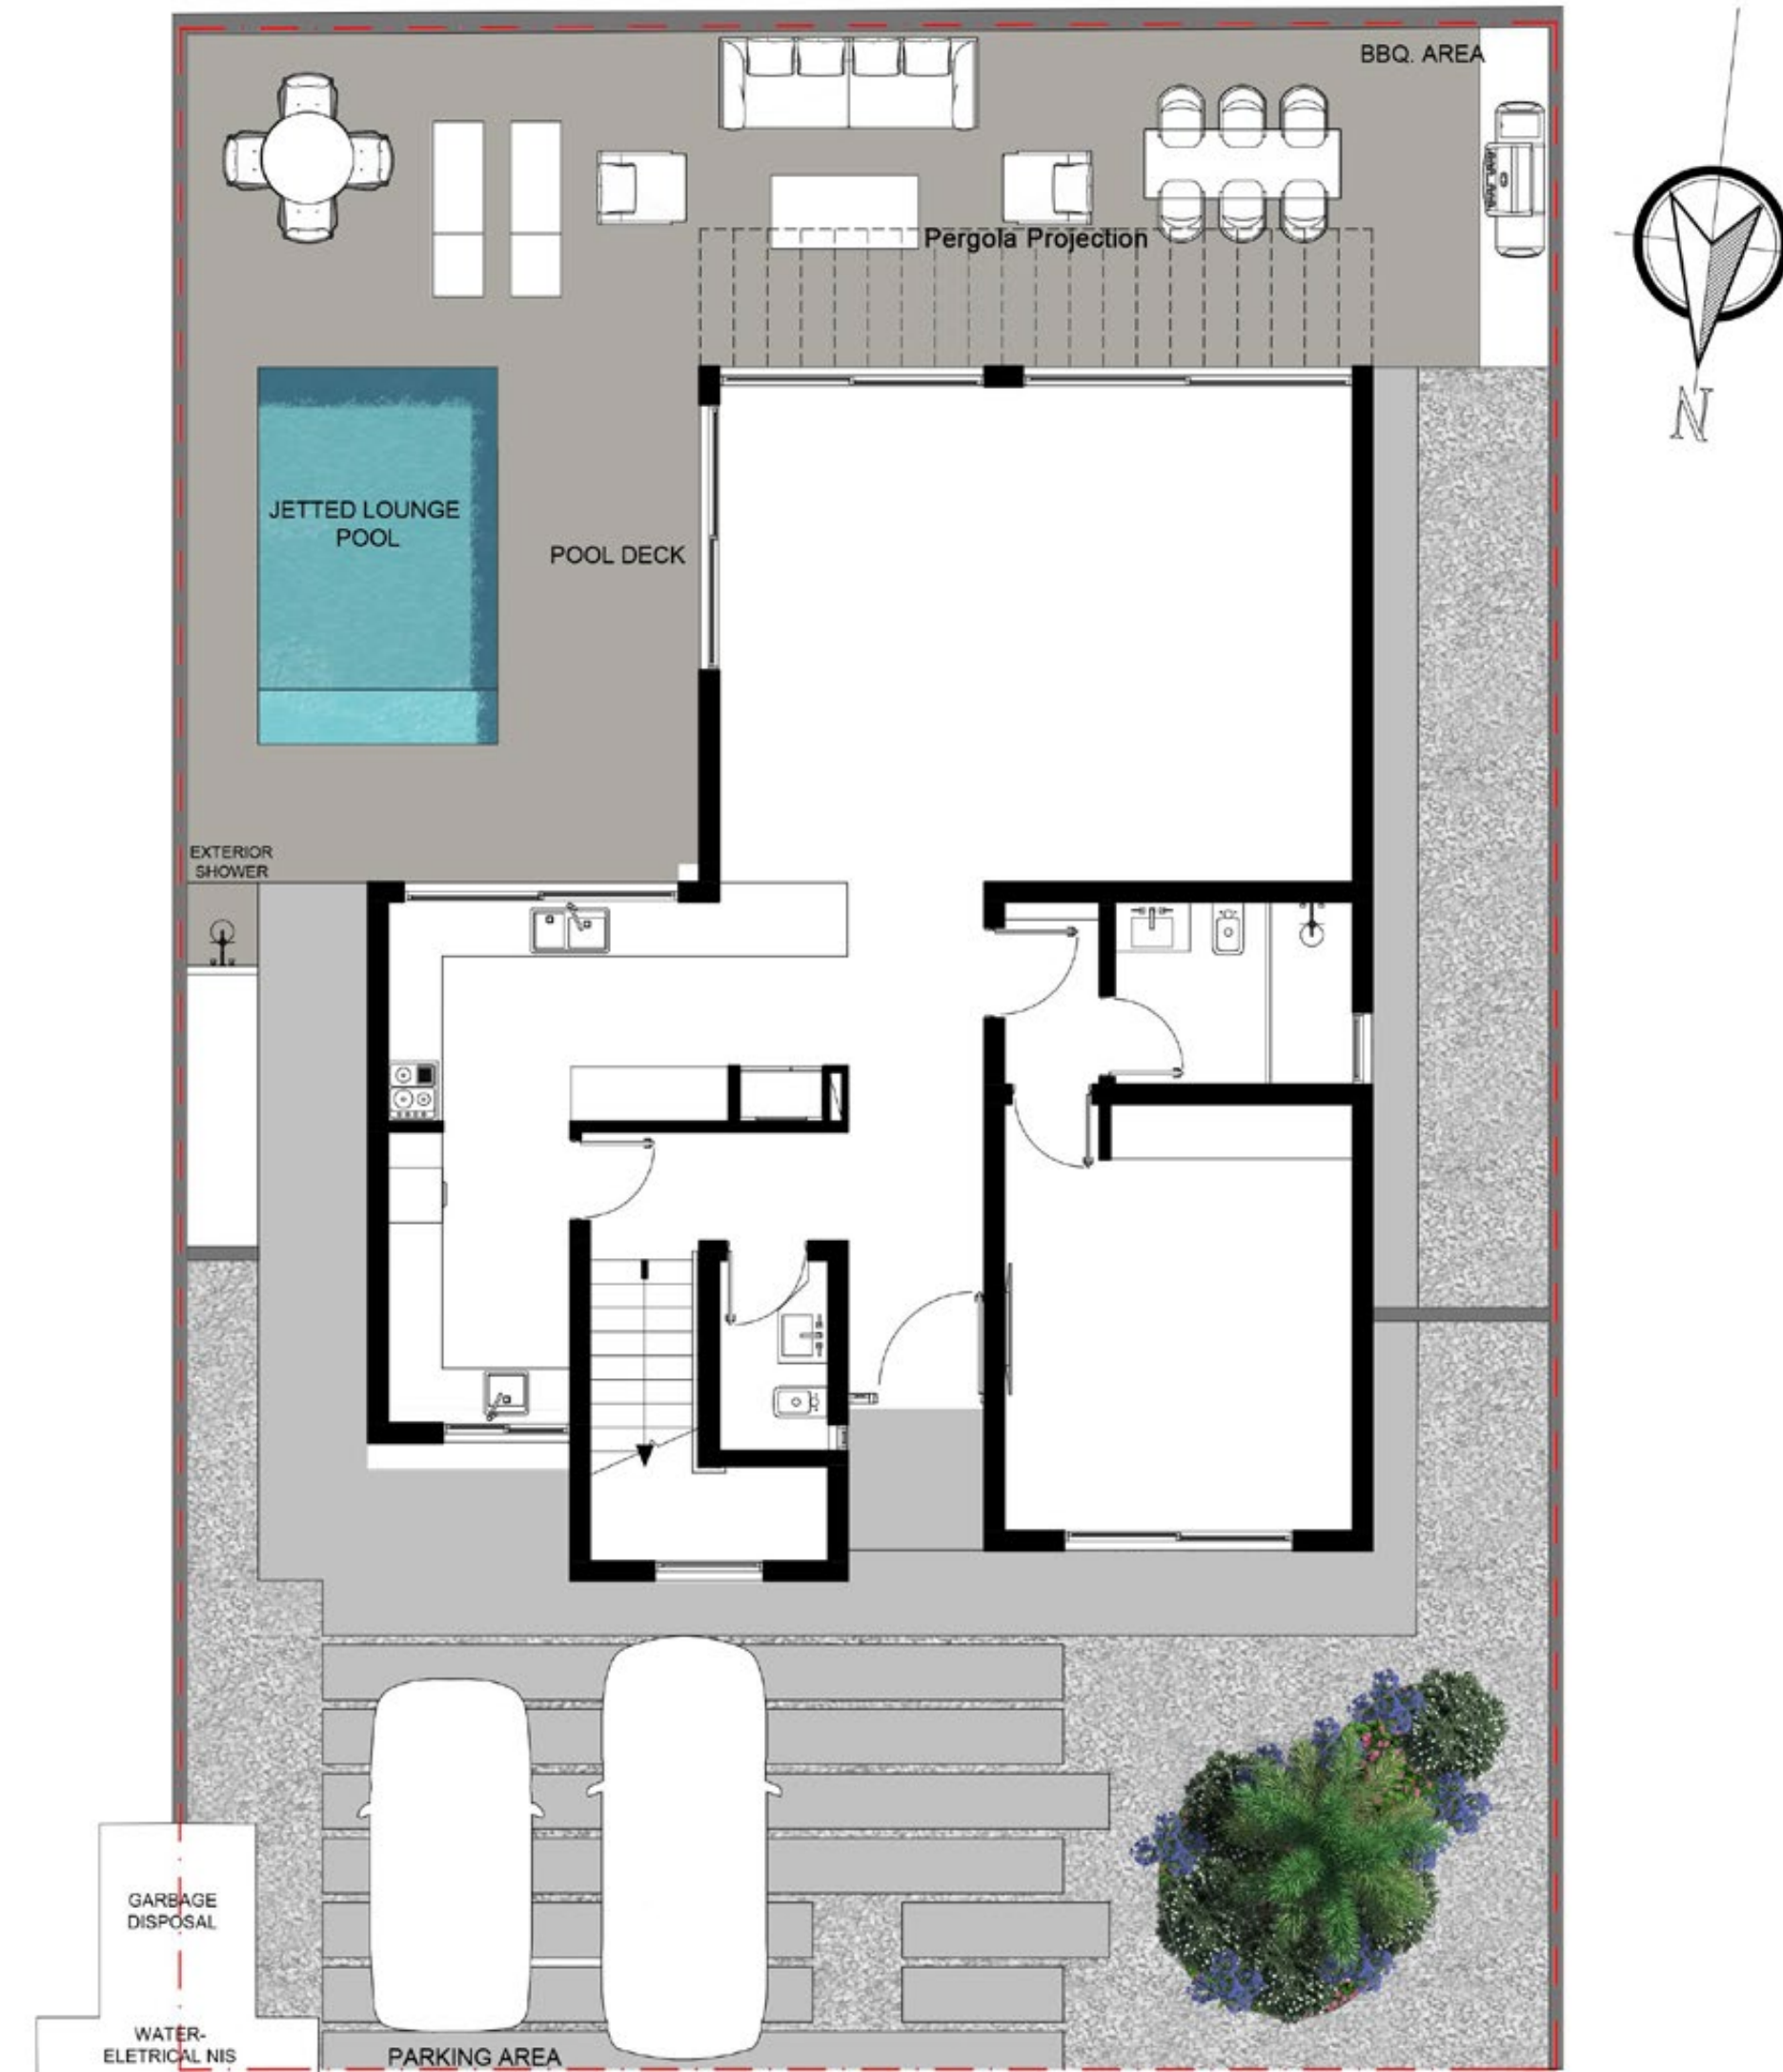 BBQ. AREA
Pergola Projection
N
JETTED LOUNGE
POOL
POOL DECK
EXTERIOR
SHOWER
GARBAGE
DISPOSAL
WATER-
ELETRICAL NIS
PARKING AREA